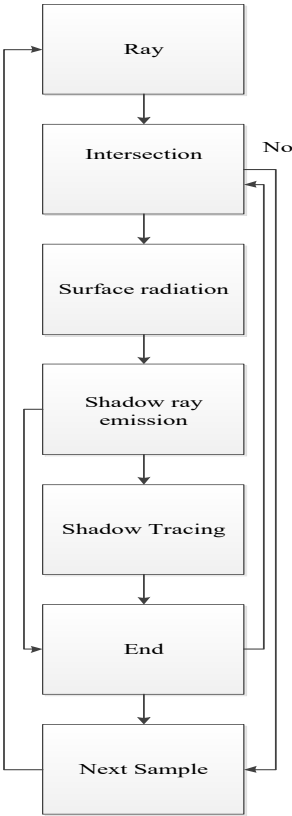 Ray
Intersection
No
Surface radiation
Shadow ray
emission
Shadow Tracing
End
Next Sample